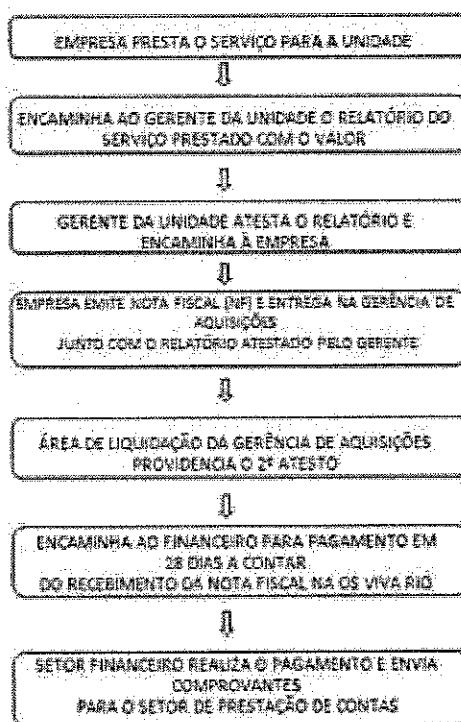 EMPRESA PRESTA O SERVIÇO PARA A UNIDADE
ENCAMINHA AO GERENTE DA UNIDADE O RELATÓRIO DO
SERVIÇO PRESTADO COM O VALOR
GERENTE DA UNIDADE ATESTA O RELATÓRIO E
ENCAMINHA À EMPRESA
EMPRESA EMITE NOTA FISCAL (NF) E ENTREGA NA GERÊNCIA DE
AQUISIÇÕES
JUNTO COM O RELATÓRIO ATESTADO PELO GERENTE
ÁREA DE LIQUIDAÇÃO DA GERÊNCIA DE AQUISIÇÕES
PROVIDENCIA O 2º ATESTO
ENCAMINHA AO FINANCEIRO PARA PAGAMENTO EM
28 DIAS A CONTAR
DO RECEBIMENTO DA NOTA FISCAL NA OS VIVA RIO
SETOR FINANCEIRO REALIZA O PAGAMENTO E ENVIA
COMPROVANTES
PARA O SETOR DE PRESTAÇÃO DE CONTAS